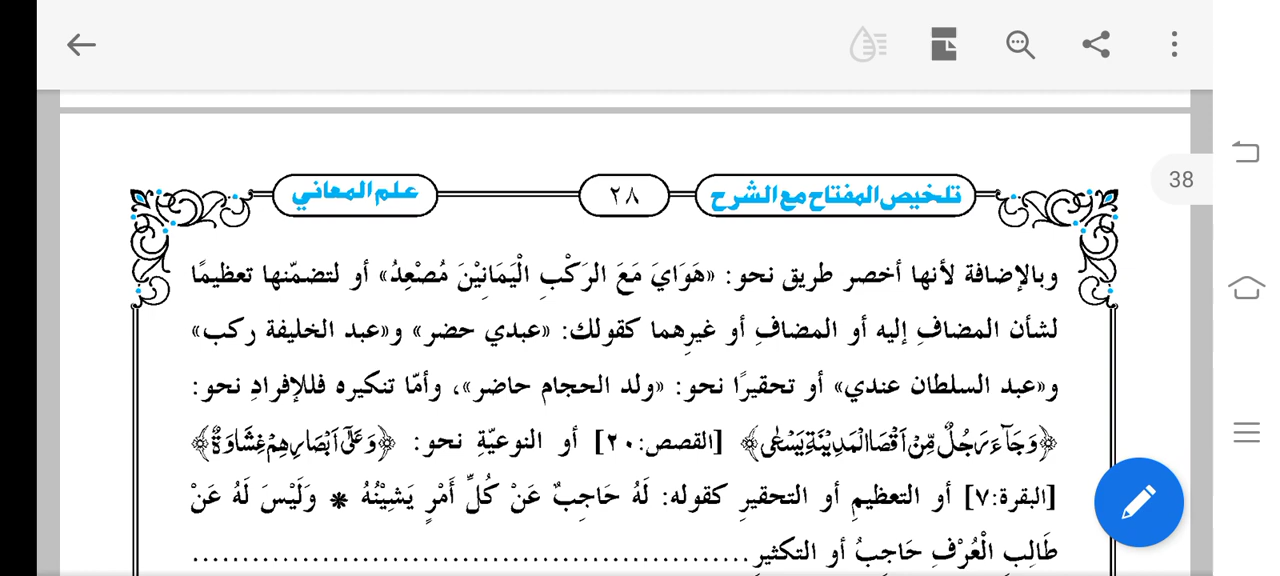 38
تلخيص المفتاح مع الشرح ٢٨ علم المعاني
وبالإضافة لأنها أخصر طريق نحو: «هَوَايَ مَعَ الرَكْبِ الْيَمَانِيْنَ مُصْعِدُ» أو لتضمّنها تعظيمًا
لشأن المضافِ إليه أو المضافِ أو غيرِهما كقولك: «عبدي حضر» و«عبد الخليفة ركب»
و«عبد السلطان عندي» أو تحقيرًا نحو: «ولد الحجام حاضر»، وأمّا تنكيره فللإفرادِ نحو:
﴿وَجَآءَ رَجُلٌ مِّنْ اَقْصَا الْمَدِيْنَةِ يَسْعٰى﴾ [القصص:٢٠] أو النوعيّةِ نحو: ﴿وَعَلٰۤى اَبْصَارِهِمْ غِشَاوَةٌ﴾
[البقرة:٧] أو التعظيمِ أو التحقيرِ كقوله: لَهُ حَاجِبٌ عَنْ كُلِّ أَمْرٍ يَشِيْنُهُ * وَلَيْسَ لَهُ عَنْ
طَالِبِ الْعُرْفِ حَاجِبُ أو التكثيرِ...........................................................